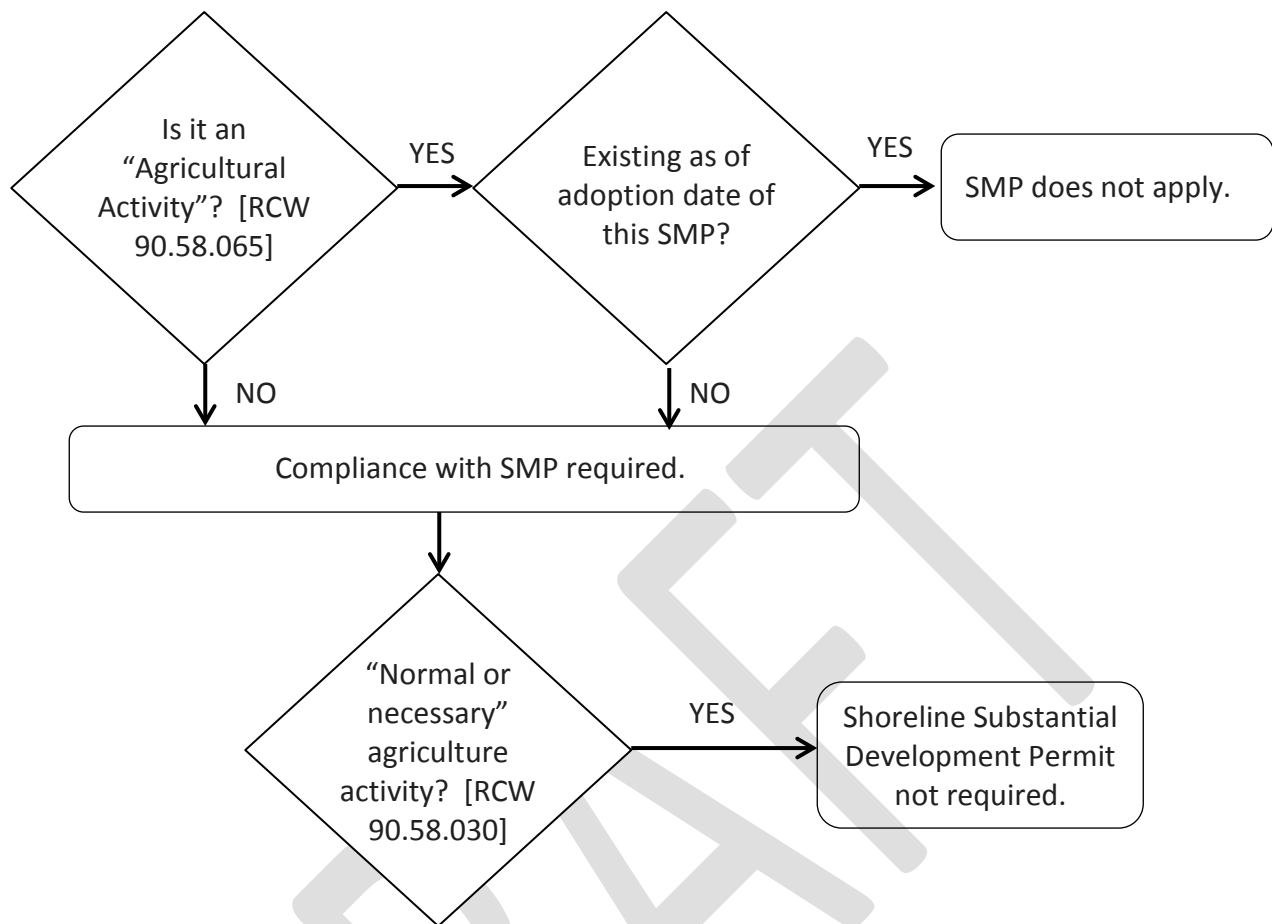 Is it an
“Agricultural
Activity”? [RCW
90.58.065]
YES
Existing as of
adoption date of
this SMP?
YES
SMP does not apply.
NO
NO
Compliance with SMP required.
“Normal or
necessary”
agriculture
activity? [RCW
90.58.030]
YES
Shoreline Substantial
Development Permit
not required.
DRAFT